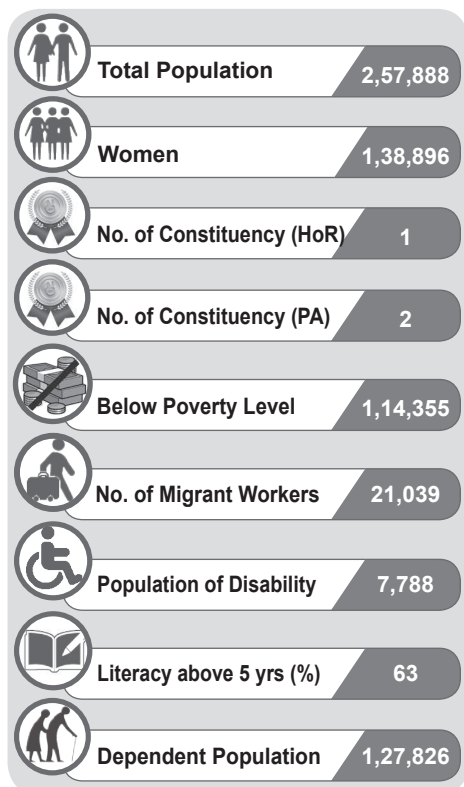 Total Population 2,57,888
Women 1,38,896
No. of Constituency (HoR) 1
No. of Constituency (PA) 2
Below Poverty Level 1,14,355
No. of Migrant Workers 21,039
Population of Disability 7,788
Literacy above 5 yrs (%) 63
Dependent Population 1,27,826